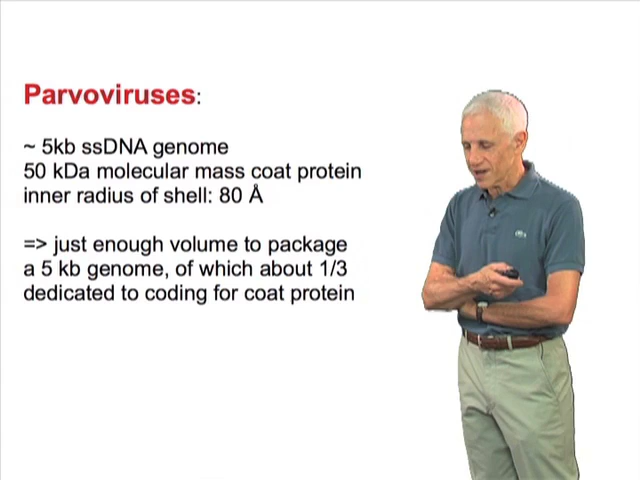 Parvoviruses:
~ 5kb ssDNA genome
50 kDa molecular mass coat protein
inner radius of shell: 80 Å
=> just enough volume to package
a 5 kb genome, of which about 1/3
dedicated to coding for coat protein